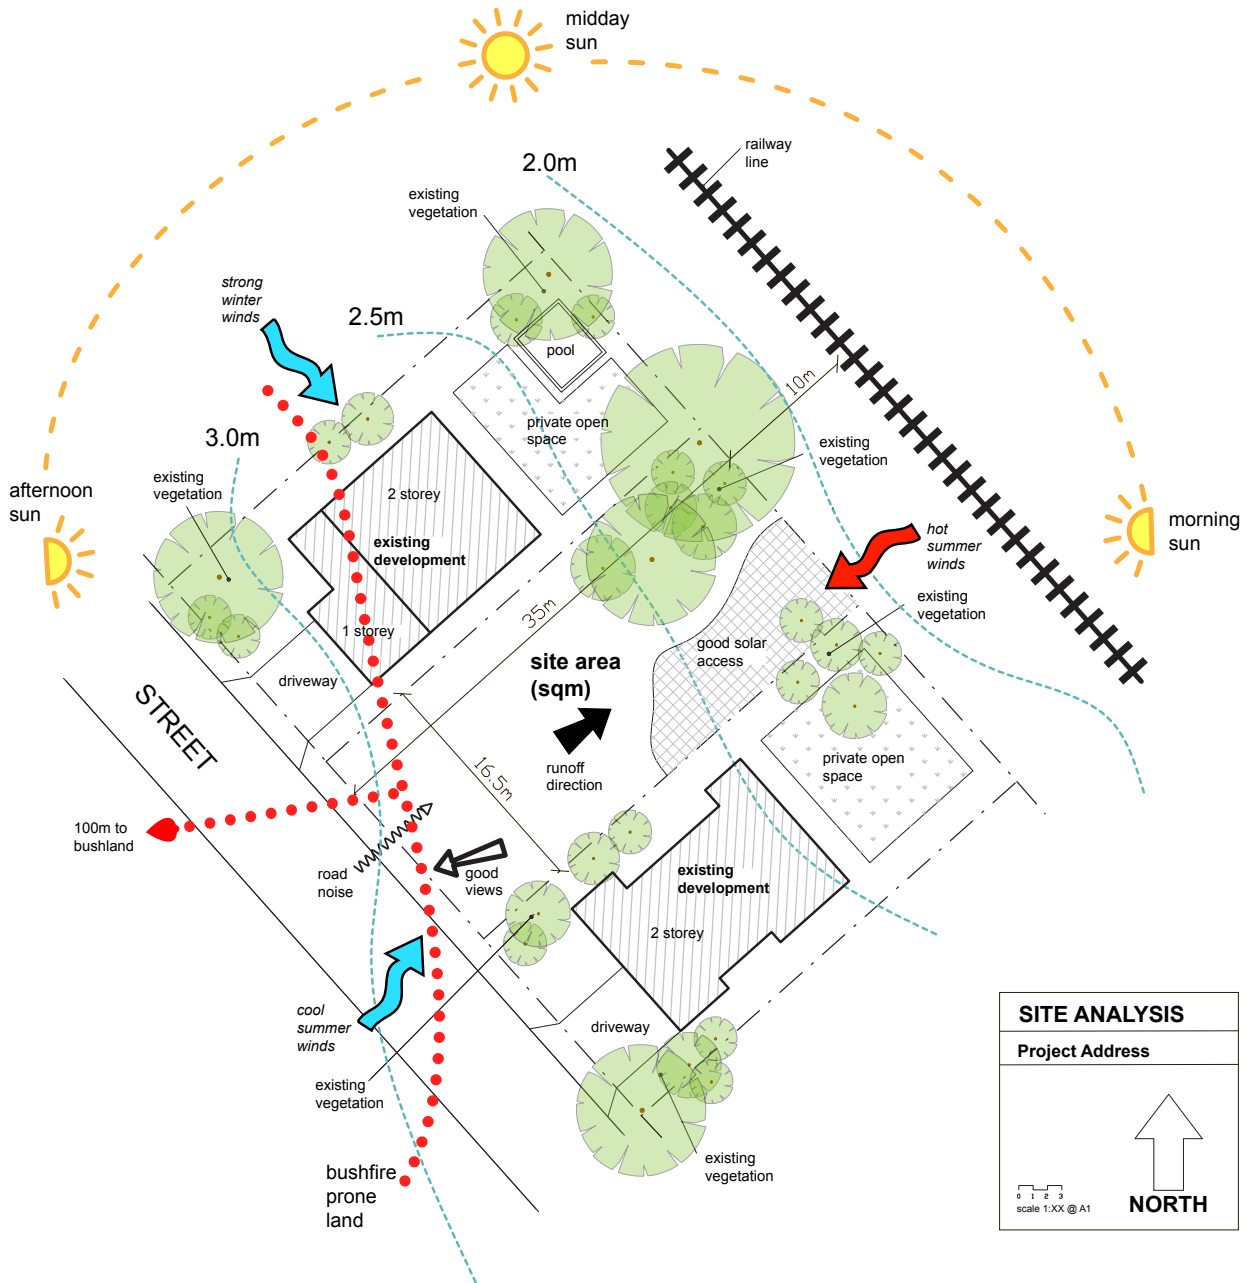 midday
sun
railway
line
2.0m
existing
vegetation
strong
winter
winds
2.5m
pool
10m
private open
space
3.0m
existing
vegetation
afternoon
sun
existing
vegetation
2 storey
existing
development
morning
sun
hot
summer
winds
existing
vegetation
35m
1 storey
good solar
access
site area
(sqm)
driveway
STREET
runoff
direction
private open
space
16.5m
100m to
bushland
road
noise
good
views
existing
development
2 storey
cool
summer
winds
driveway
existing
vegetation
existing
vegetation
bushfire
prone
land
SITE ANALYSIS
Project Address
0 1 2 3
scale 1:XX @ A1
NORTH